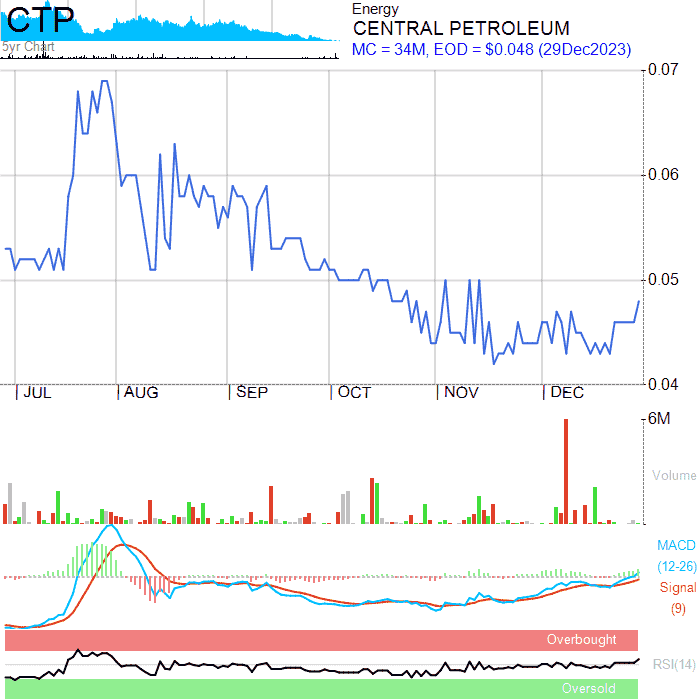 CTP
5yr Chart
Energy
CENTRAL PETROLEUM
MC = 34M, EOD = $0.048 (29Dec2023)
0.07
0.06
0.05
0.04
JUL AUG SEP OCT NOV DEC
6M
Volume
MACD
(12-26)
Signal
(9)
Overbought
RSI(14)
Oversold